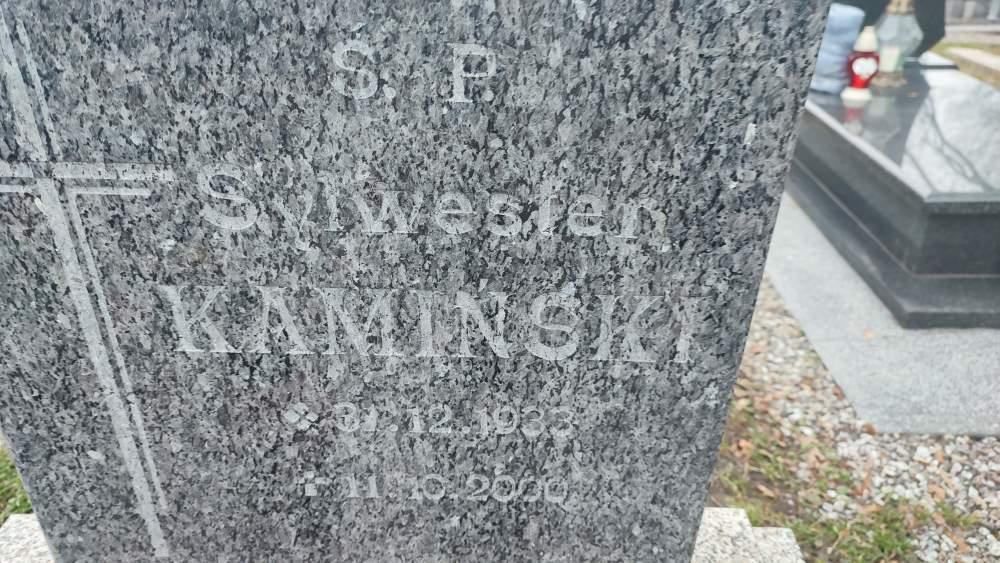 Ś. P.
Sylwester
KAMIŃSKI
31.12.1933
11.10.2000